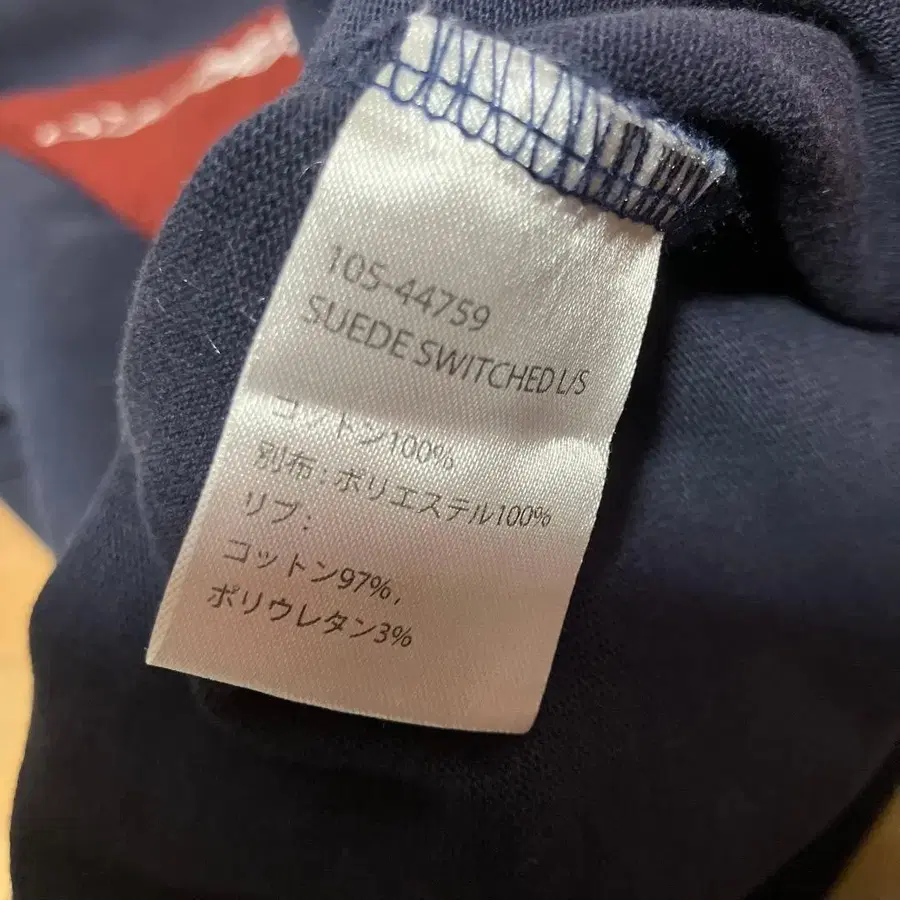 105-44759
SUEDE SWITCHED L/S
コットン100%
別布:ポリエステル100%
リブ:
コットン97%,
ポリウレタン3%